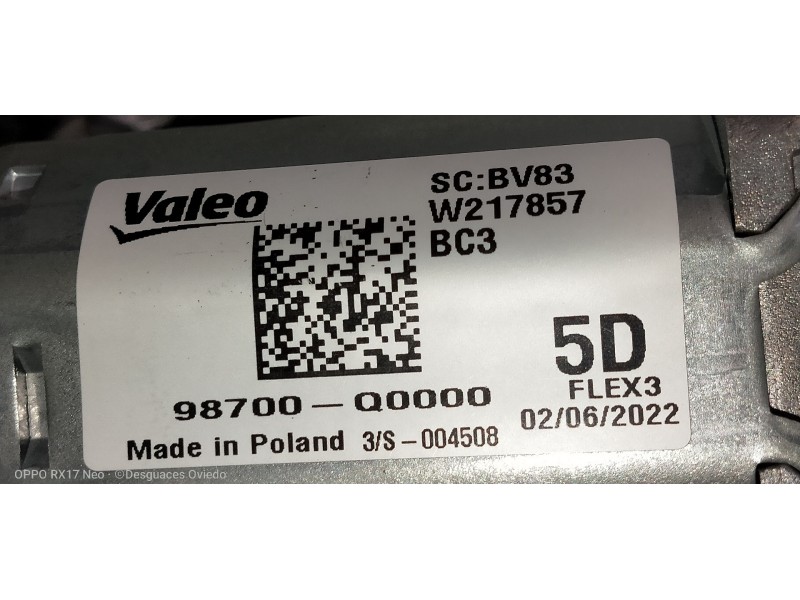 Valeo
SC:BV83
W217857
BC3
5D
FLEX3
98700-Q0000
02/06/2022
Made in Poland 3/S-004508
OPPO RX17 Neo · ©Desguaces Oviedo